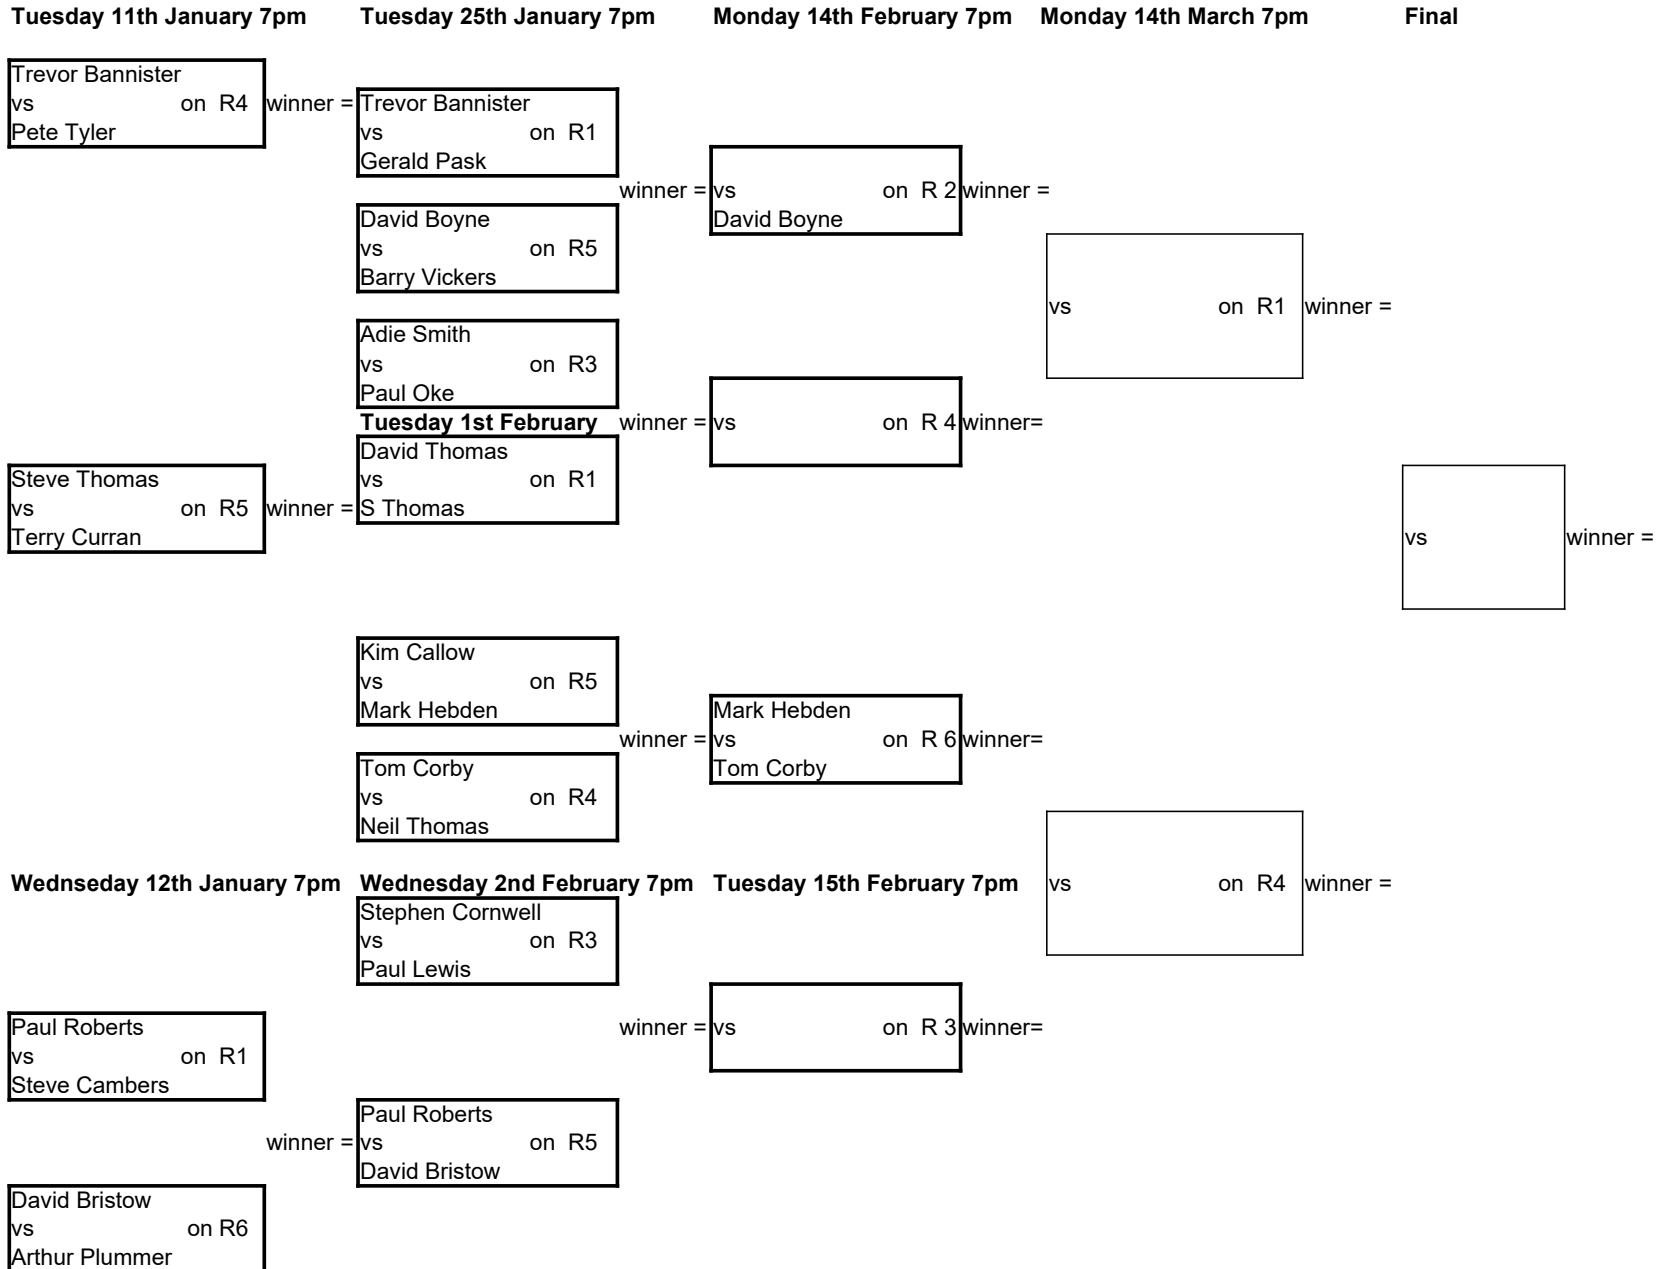 Tuesday 11th January 7pm Tuesday 25th January 7pm Monday 14th February 7pm Monday 14th March 7pm Final
Trevor Bannister
vs on R4 winner = Trevor Bannister
Pete Tyler vs on R1
Gerald Pask
winner = vs on R 2 winner =
David Boyne David Boyne
vs on R5
Barry Vickers
vs on R1 winner =
Adie Smith
vs on R3
Paul Oke
Tuesday 1st February winner = vs on R 4 winner=
David Thomas
Steve Thomas vs on R1
vs on R5 winner = S Thomas
Terry Curran vs winner =
Kim Callow
vs on R5
Mark Hebden Mark Hebden
winner = vs on R 6 winner=
Tom Corby Tom Corby
vs on R4
Neil Thomas
Wednseday 12th January 7pm Wednesday 2nd February 7pm Tuesday 15th February 7pm vs on R4 winner =
Stephen Cornwell
vs on R3
Paul Lewis
Paul Roberts winner = vs on R 3 winner=
vs on R1
Steve Cambers
Paul Roberts
winner = vs on R5
David Bristow
David Bristow
vs on R6
Arthur Plummer